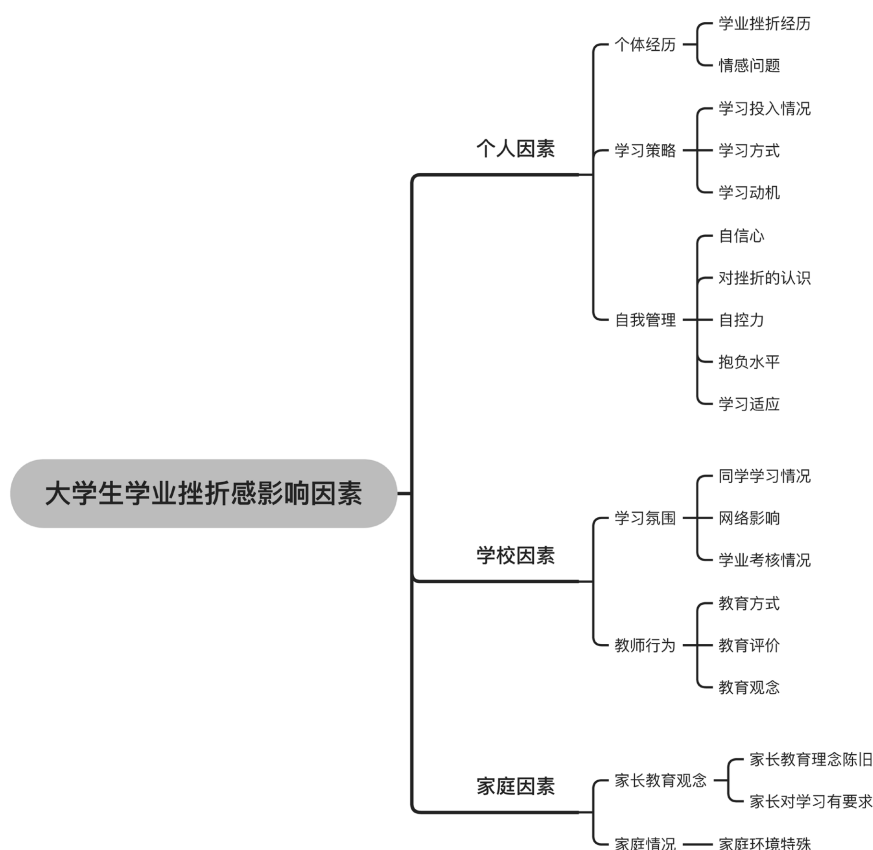 大学生学业挫折感影响因素
个人因素
个体经历
学业挫折经历
情感问题
学习策略
学习投入情况
学习方式
学习动机
自我管理
自信心
对挫折的认识
自控力
抱负水平
学习适应
学校因素
学习氛围
同学学习情况
网络影响
学业考核情况
教师行为
教育方式
教育评价
教育观念
家庭因素
家长教育观念
家长教育理念陈旧
家长对学习有要求
家庭情况
家庭环境特殊